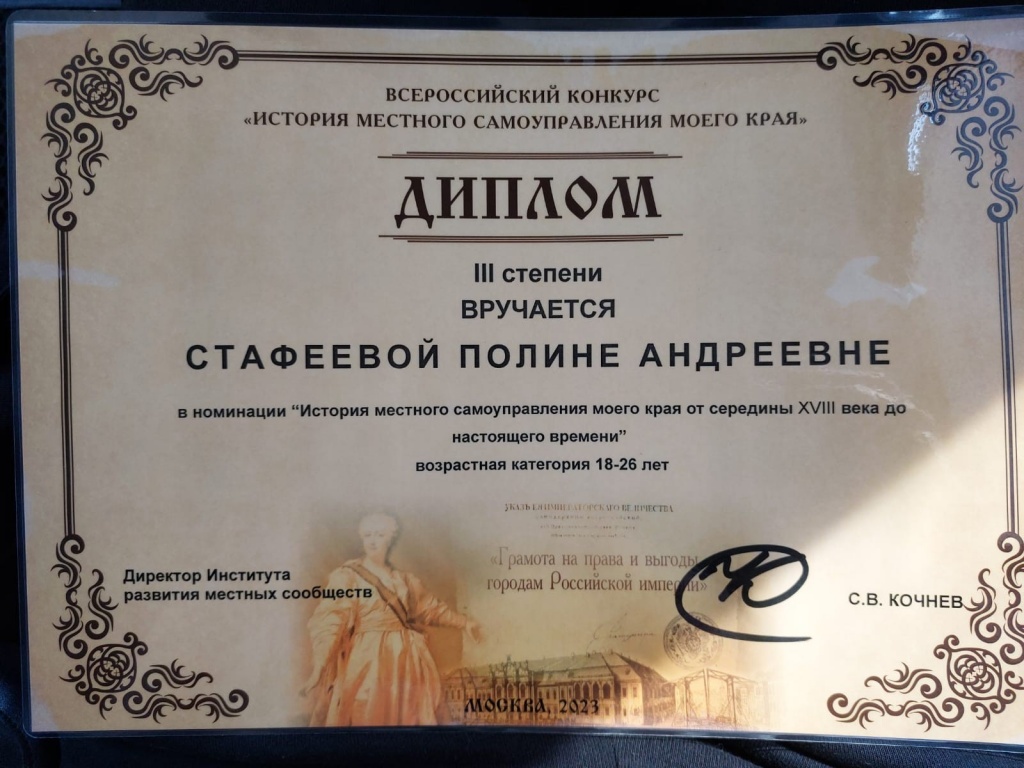 ВСЕРОССИЙСКИЙ КОНКУРС
«ИСТОРИЯ МЕСТНОГО САМОУПРАВЛЕНИЯ МОЕГО КРАЯ»
ДИПЛОМ
III степени
ВРУЧАЕТСЯ
СТАФЕЕВОЙ ПОЛИНЕ АНДРЕЕВНЕ
в номинации “История местного самоуправления моего края от середины XVIII века до
настоящего времени”
возрастная категория 18-26 лет
«Грамота на права и выгоды
городам Российской империи»
Директор Института
развития местных сообществ
С.В. КОЧНЕВ
МОСКВА, 2023